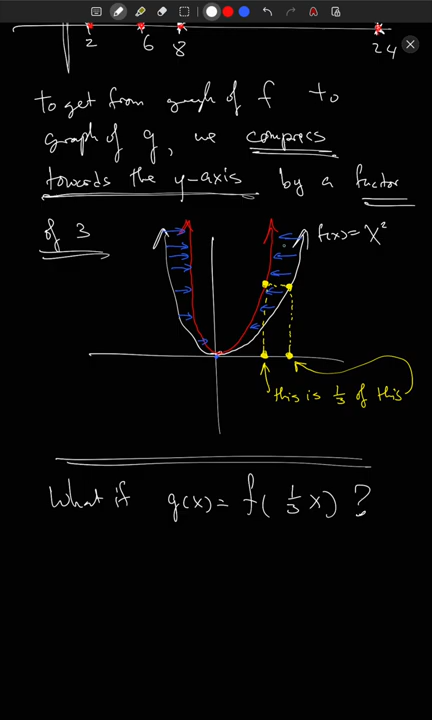 2 6 8 24
to get from graph of f to
graph of g, we compress
towards the y-axis by a factor
of 3
f(x)= x²
this is 1/3 of this
What if g(x)= f( 1/3 x) ?